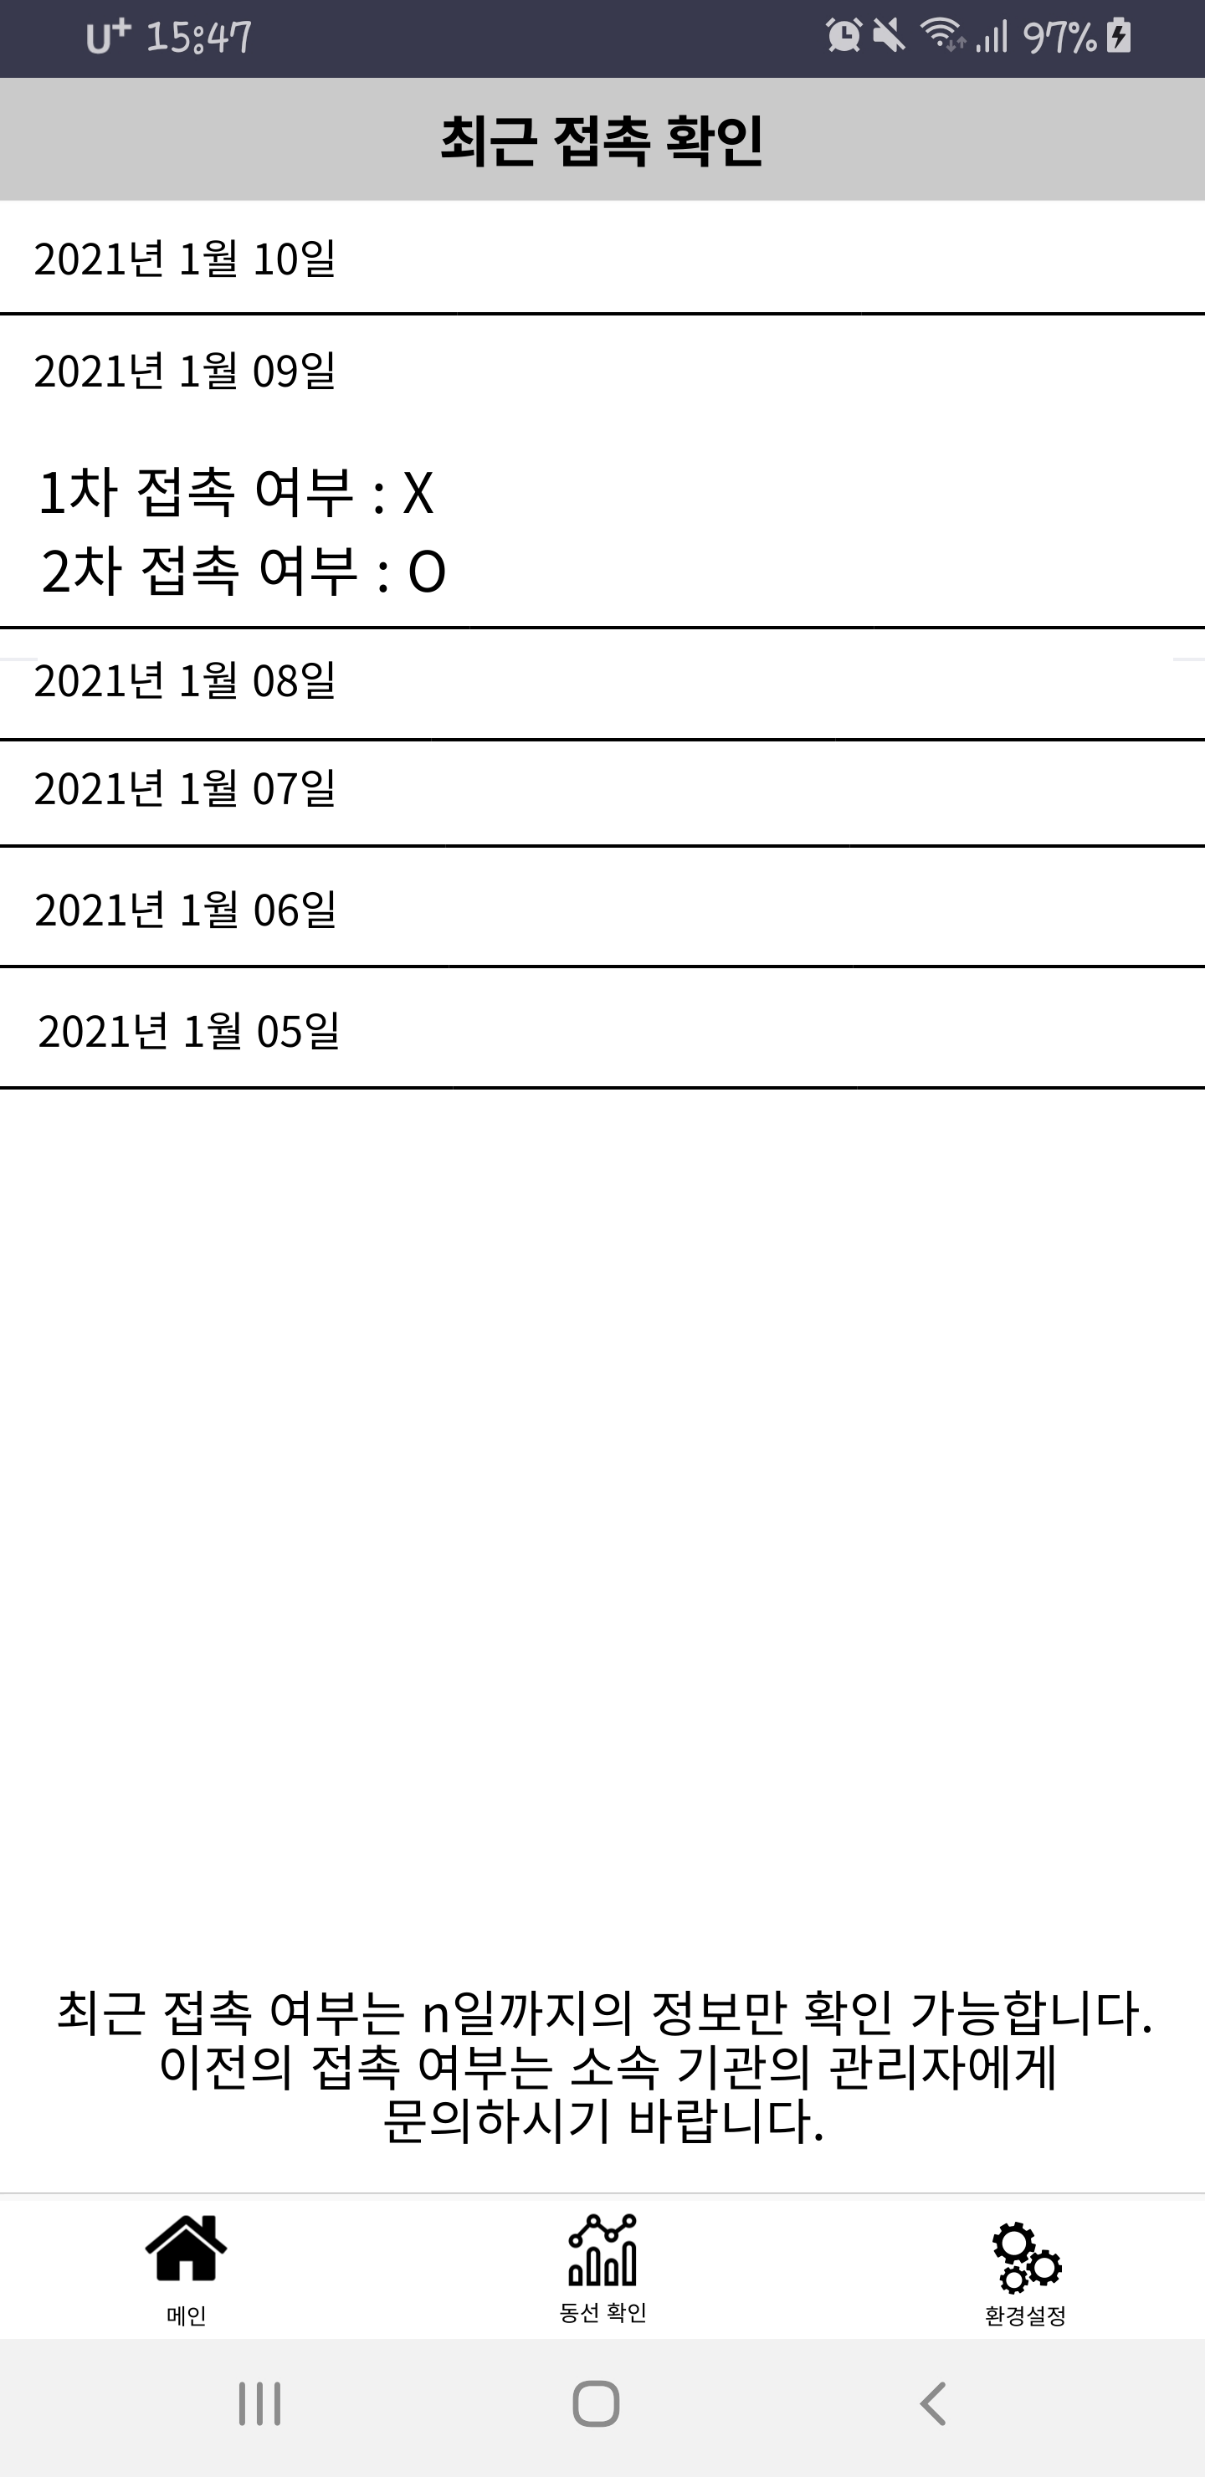 U+ 15:47 97%
최근 접촉 확인
2021년 1월 10일
2021년 1월 09일
1차 접촉 여부 : X
2차 접촉 여부 : O
2021년 1월 08일
2021년 1월 07일
2021년 1월 06일
2021년 1월 05일
최근 접촉 여부는 n일까지의 정보만 확인 가능합니다.
이전의 접촉 여부는 소속 기관의 관리자에게
문의하시기 바랍니다.
메인 동선 확인 환경설정